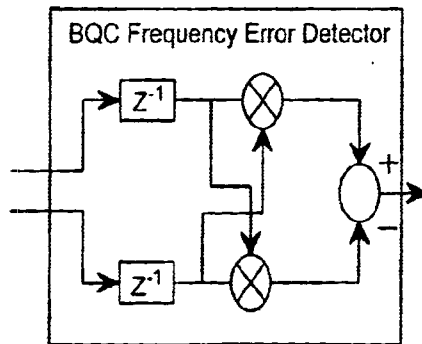 BQC Frequency Error Detector
Z⁻¹
+
−
Z⁻¹